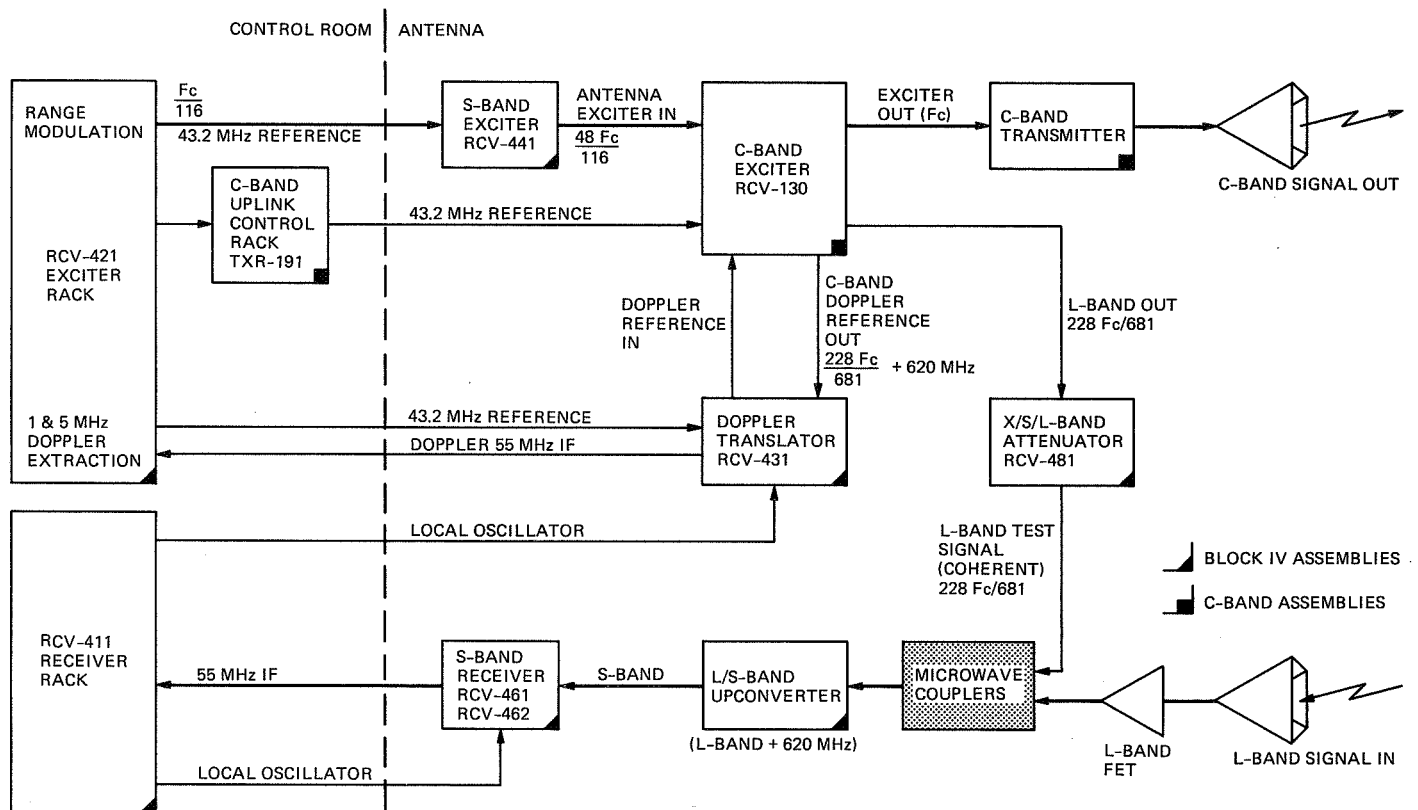 CONTROL ROOM
ANTENNA
RANGE
MODULATION
RCV-421
EXCITER
RACK
1 & 5 MHz
DOPPLER
EXTRACTION
Fc
116
43.2 MHz REFERENCE
S-BAND
EXCITER
RCV-441
ANTENNA
EXCITER IN
48 Fc
116
C-BAND
EXCITER
RCV-130
EXCITER
OUT (Fc)
C-BAND
TRANSMITTER
C-BAND SIGNAL OUT
C-BAND
UPLINK
CONTROL
RACK
TXR-191
43.2 MHz REFERENCE
DOPPLER
REFERENCE
IN
C-BAND
DOPPLER
REFERENCE
OUT
228 Fc
681
+ 620 MHz
L-BAND OUT
228 Fc/681
43.2 MHz REFERENCE
DOPPLER 55 MHz IF
DOPPLER
TRANSLATOR
RCV-431
X/S/L-BAND
ATTENUATOR
RCV-481
LOCAL OSCILLATOR
L-BAND TEST
SIGNAL
(COHERENT)
228 Fc/681
BLOCK IV ASSEMBLIES
C-BAND ASSEMBLIES
RCV-411
RECEIVER
RACK
55 MHz IF
S-BAND
RECEIVER
RCV-461
RCV-462
S-BAND
L/S-BAND
UPCONVERTER
(L-BAND + 620 MHz)
MICROWAVE
COUPLERS
L-BAND
FET
L-BAND SIGNAL IN
LOCAL OSCILLATOR